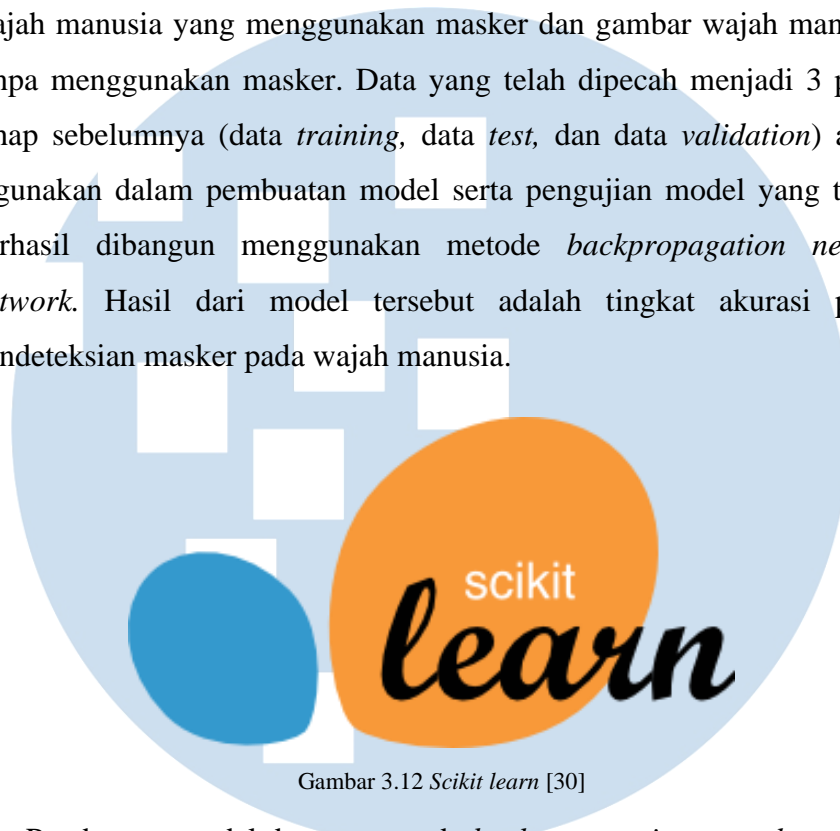 ajah manusia yang menggunakan masker dan gambar wajah man
npa menggunakan masker. Data yang telah dipecah menjadi 3 p
hap sebelumnya (data training, data test, dan data validation) a
gunakan dalam pembuatan model serta pengujian model yang t
rhasil dibangun menggunakan metode backpropagation ne
twork. Hasil dari model tersebut adalah tingkat akurasi p
ndeteksian masker pada wajah manusia.
scikit
learn
Gambar 3.12 Scikit learn [30]